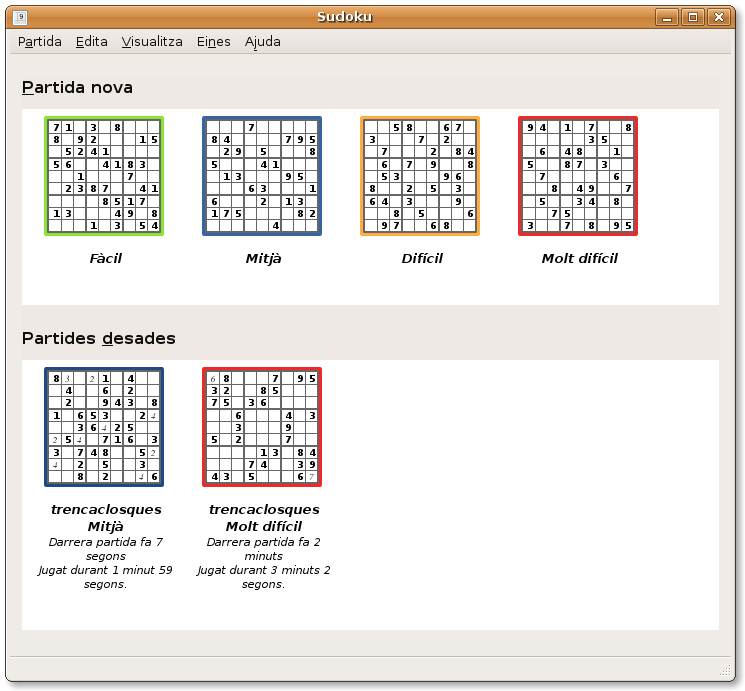 Sudoku
Partida Edita Visualitza Eines Ajuda
Partida nova
Fàcil Mitjà Difícil Molt difícil
Partides desades
trencaclosques trencaclosques
Mitjà Molt difícil
Darrera partida fa 7 Darrera partida fa 2
segons minuts
Jugat durant 1 minut 59 Jugat durant 3 minuts 2
segons. segons.